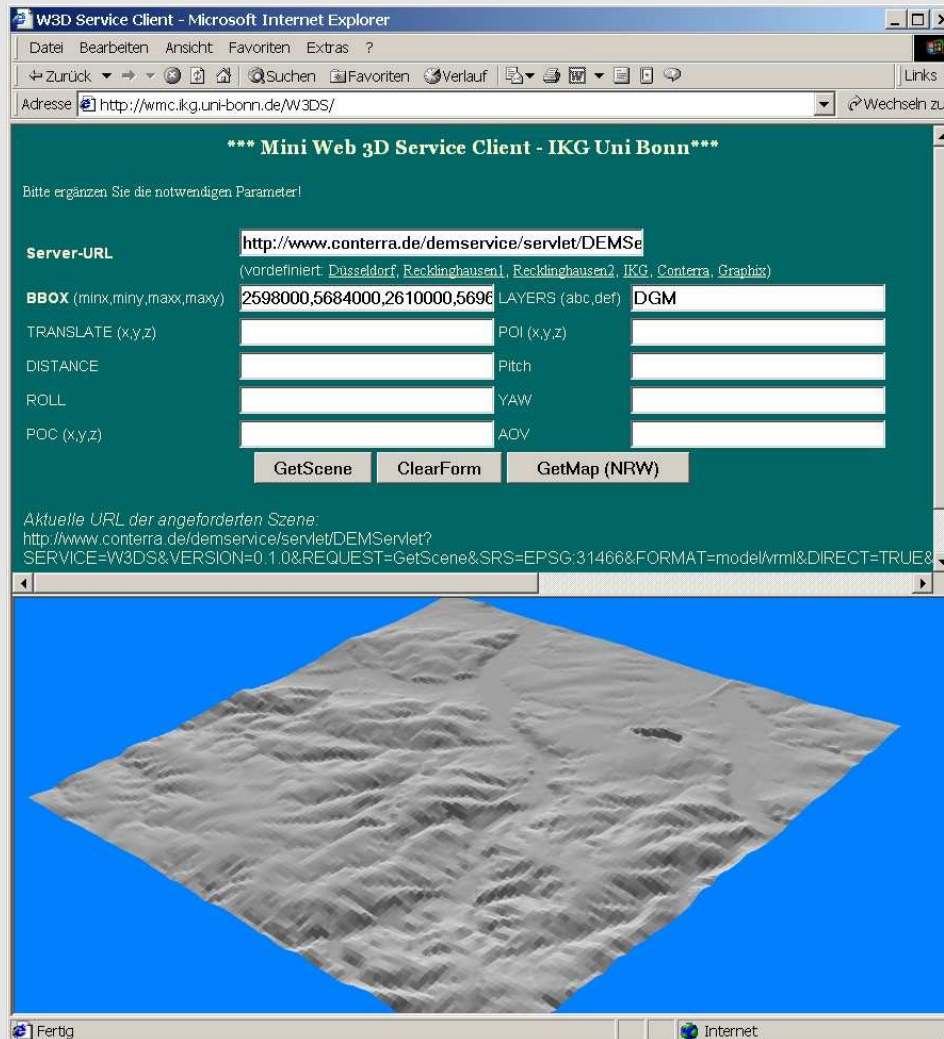 W3D Service Client - Microsoft Internet Explorer
Datei Bearbeiten Ansicht Favoriten Extras ?
Zurück Suchen Favoriten Verlauf Links
Adresse http://wmc.ikg.uni-bonn.de/W3DS/ Wechseln zu
*** Mini Web 3D Service Client - IKG Uni Bonn***
Bitte ergänzen Sie die notwendigen Parameter!
Server-URL http://www.conterra.de/demservice/servlet/DEMSe
(vordefiniert: Düsseldorf, Recklinghausen1, Recklinghausen2, IKG, Conterra, Graphix)
BBOX (minx,miny,maxx,maxy) 2598000,5684000,2610000,5696 LAYERS (abc,def) DGM
TRANSLATE (x,y,z) POI (x,y,z)
DISTANCE Pitch
ROLL YAW
POC (x,y,z) AOV
GetScene ClearForm GetMap (NRW)
Aktuelle URL der angeforderten Szene:
http://www.conterra.de/demservice/servlet/DEMServlet?
SERVICE=W3DS&VERSION=0.1.0&REQUEST=GetScene&SRS=EPSG:31466&FORMAT=model/vrml&DIRECT=TRUE&
Fertig Internet